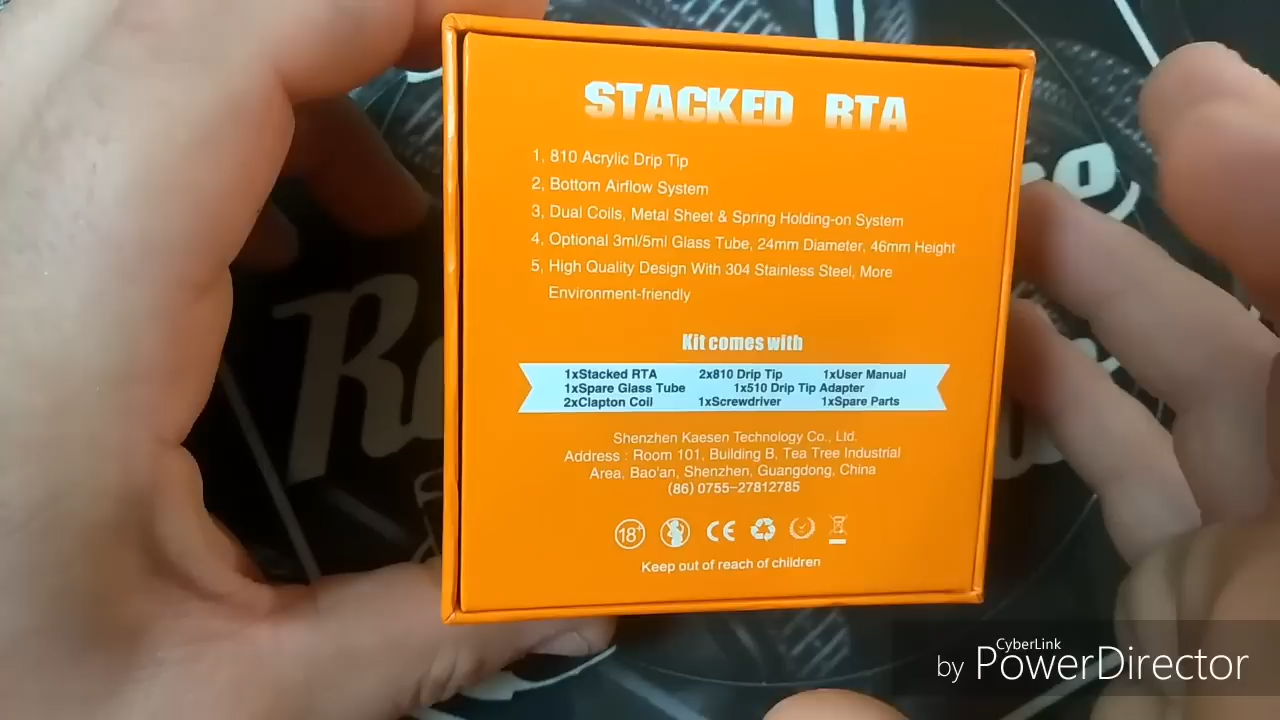 STACKED RTA
1, 810 Acrylic Drip Tip
2, Bottom Airflow System
3, Dual Coils, Metal Sheet & Spring Holding-on System
4, Optional 3ml/5ml Glass Tube, 24mm Diameter, 46mm Height
5, High Quality Design With 304 Stainless Steel, More
Environment-friendly
Kit comes with
1xStacked RTA 2x810 Drip Tip 1xUser Manual
1xSpare Glass Tube 1x510 Drip Tip Adapter
2xClapton Coil 1xScrewdriver 1xSpare Parts
Shenzhen Kaesen Technology Co., Ltd.
Address : Room 101, Building B, Tea Tree Industrial
Area, Bao'an, Shenzhen, Guangdong, China
(86) 0755-27812785
18+ CE
Keep out of reach of children
CyberLink
by PowerDirector